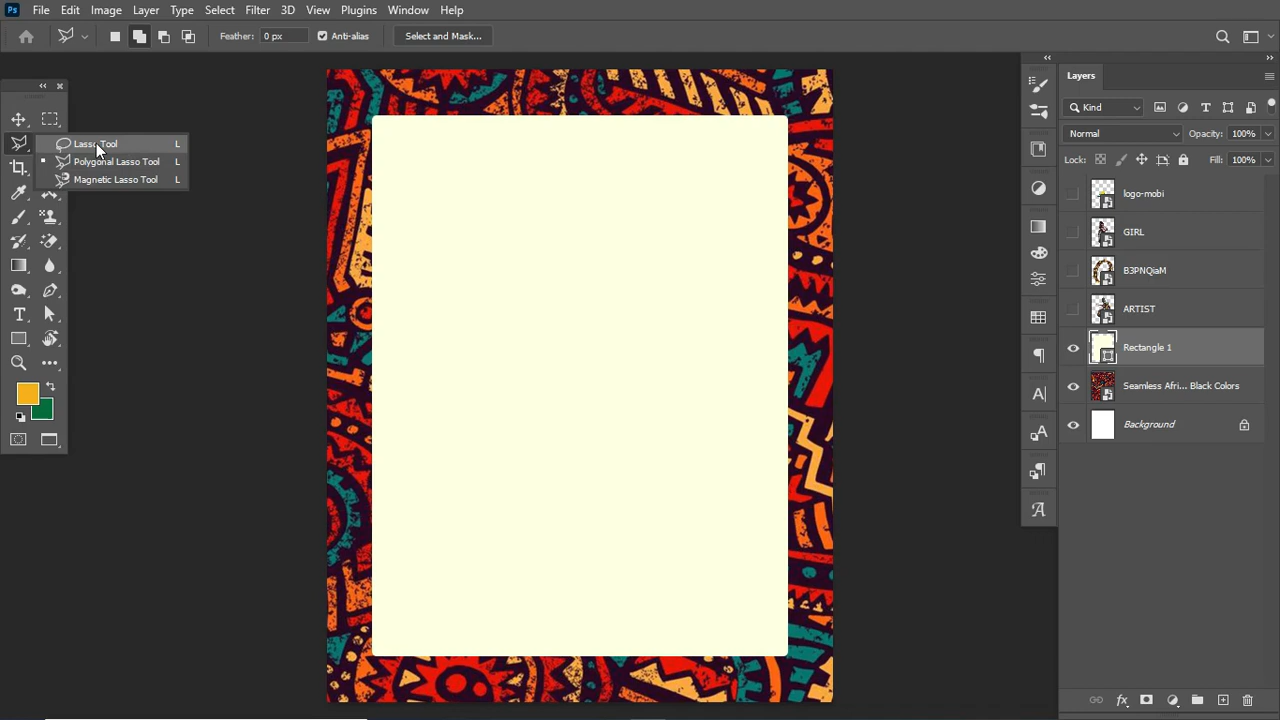 Ps File Edit Image Layer Type Select Filter 3D View Plugins Window Help
Feather: 0 px Anti-alias Select and Mask...
Lasso Tool L
Polygonal Lasso Tool L
Magnetic Lasso Tool L
Layers
Kind
Normal Opacity: 100%
Lock: Fill: 100%
logo-mobi
GIRL
B3PNQiaM
ARTIST
Rectangle 1
Seamless Afri... Black Colors
Background